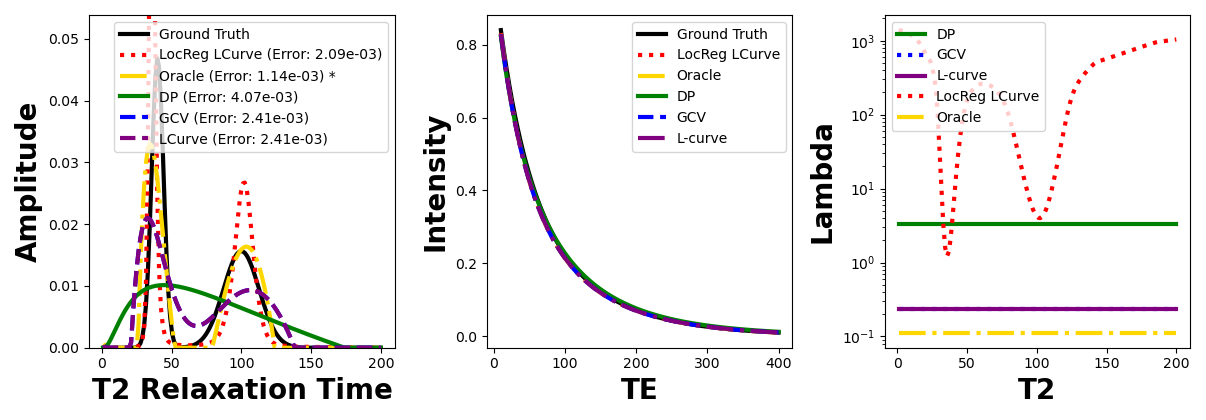 Amplitude
0.05
0.04
0.03
0.02
0.01
0.00
Ground Truth
LocReg LCurve (Error: 2.09e-03)
Oracle (Error: 1.14e-03) *
DP (Error: 4.07e-03)
GCV (Error: 2.41e-03)
LCurve (Error: 2.41e-03)
0 50 100 150 200
T2 Relaxation Time
Intensity
0.8
0.6
0.4
0.2
0.0
Ground Truth
LocReg LCurve
Oracle
DP
GCV
L-curve
0 100 200 300 400
TE
Lambda
10³
10²
10¹
10⁰
10⁻¹
DP
GCV
L-curve
LocReg LCurve
Oracle
0 50 100 150 200
T2